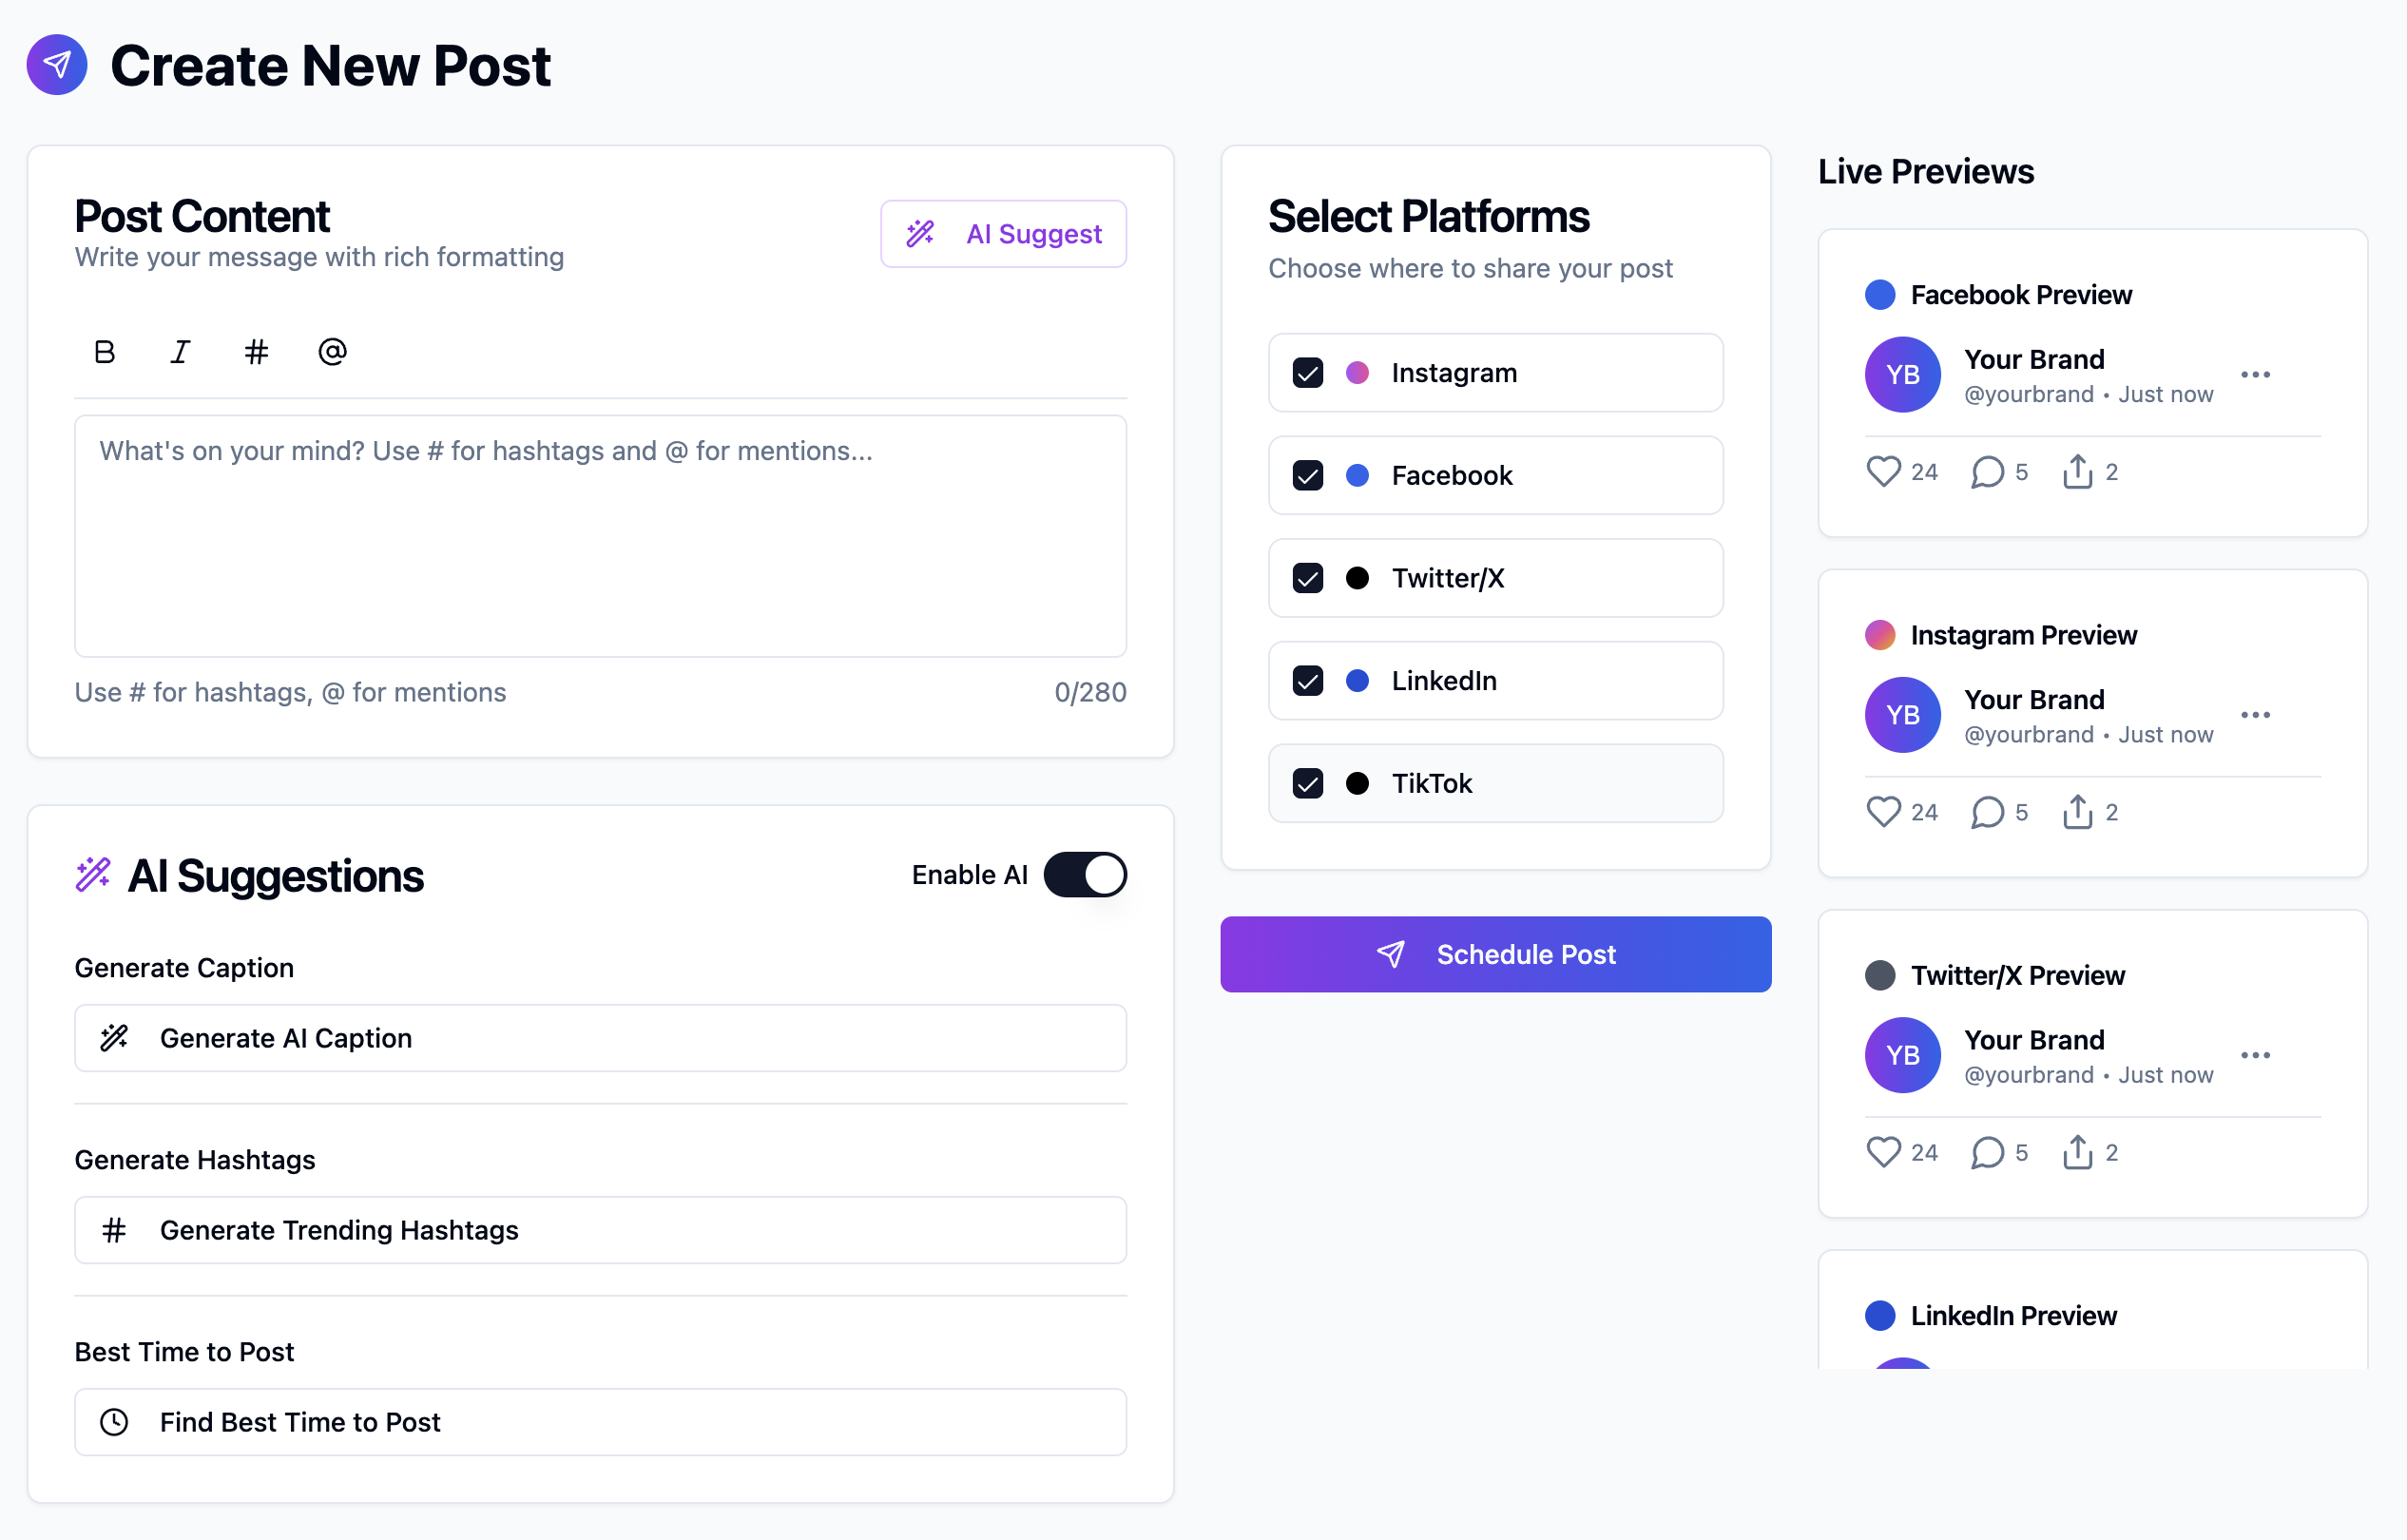 Create New Post
Post Content
Write your message with rich formatting
AI Suggest
B I # @
What's on your mind? Use # for hashtags and @ for mentions...
Use # for hashtags, @ for mentions
0/280
AI Suggestions
Enable AI
Generate Caption
Generate AI Caption
Generate Hashtags
# Generate Trending Hashtags
Best Time to Post
Find Best Time to Post
Select Platforms
Choose where to share your post
Instagram
Facebook
Twitter/X
LinkedIn
TikTok
Schedule Post
Live Previews
Facebook Preview
YB
Your Brand
@yourbrand • Just now
24 5 2
Instagram Preview
YB
Your Brand
@yourbrand • Just now
24 5 2
Twitter/X Preview
YB
Your Brand
@yourbrand • Just now
24 5 2
LinkedIn Preview